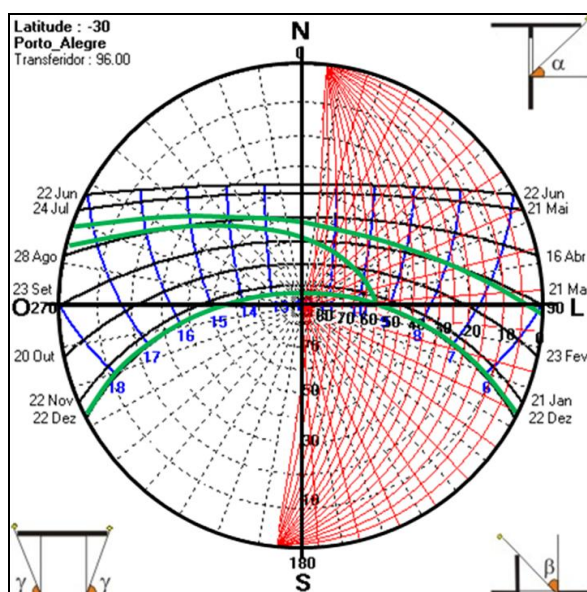 Latitude : -30
Porto_Alegre
Transferidor : 96.00
N
0
α
22 Jun
24 Jul
28 Ago
23 Set
20 Out
22 Nov
22 Dez
22 Jun
21 Mai
16 Abr
21 Ma
23 Fev
21 Jan
22 Dez
O
270
90
L
18
17
16
15
14
13
80
70
60
50
40
30
20
10
0
8
7
6
75
50
30
10
180
S
γ
γ
β